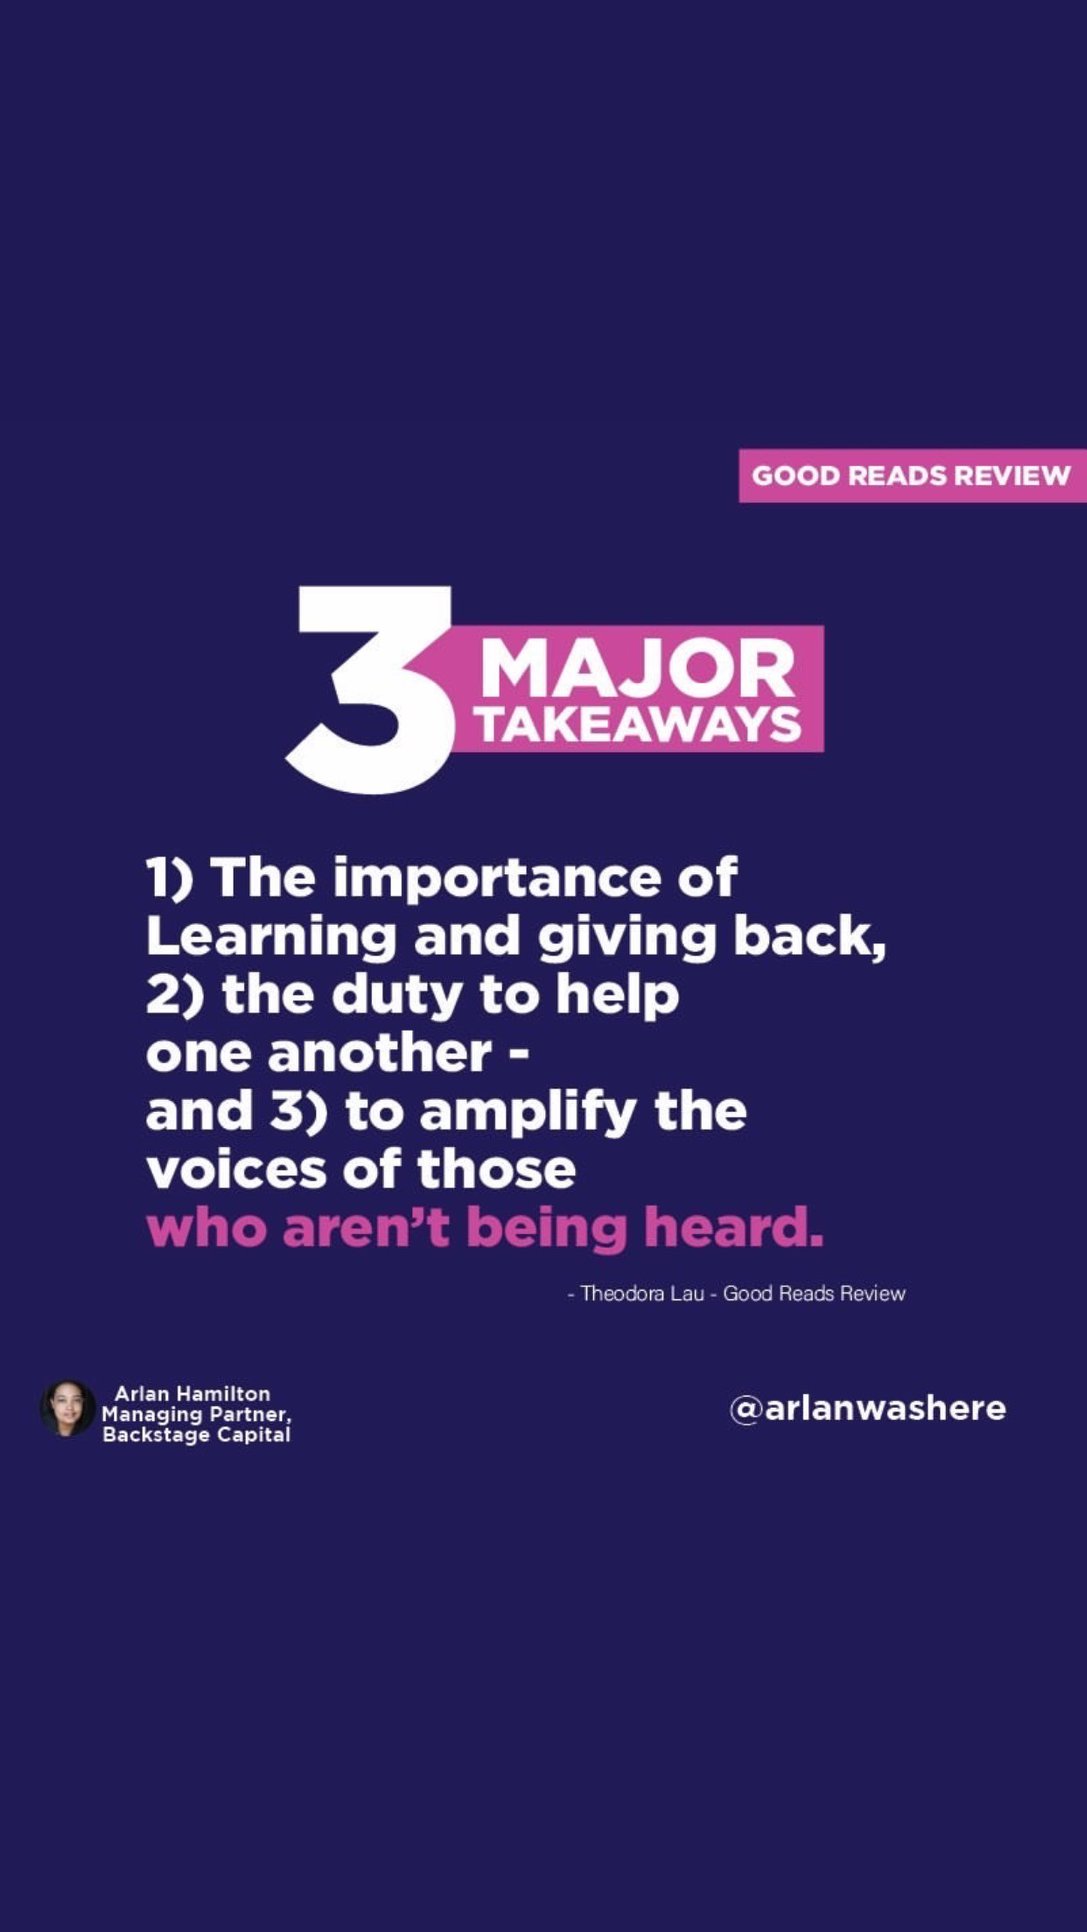 GOOD READS REVIEW
3 MAJOR
TAKEAWAYS
1) The importance of
Learning and giving back,
2) the duty to help
one another -
and 3) to amplify the
voices of those
who aren't being heard.
- Theodora Lau - Good Reads Review
Arlan Hamilton
Managing Partner,
Backstage Capital
@arlanwashere